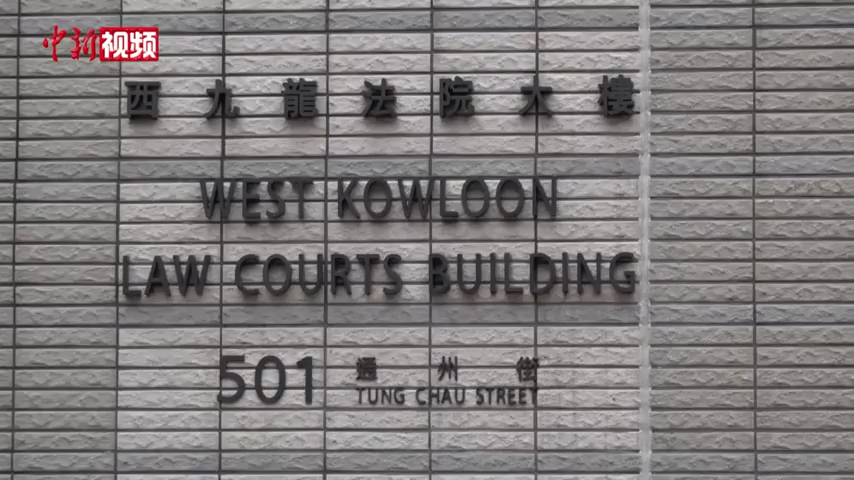 中新视频
西九龍法院大樓
WEST KOWLOON
LAW COURTS BUILDING
501 通州街
TUNG CHAU STREET